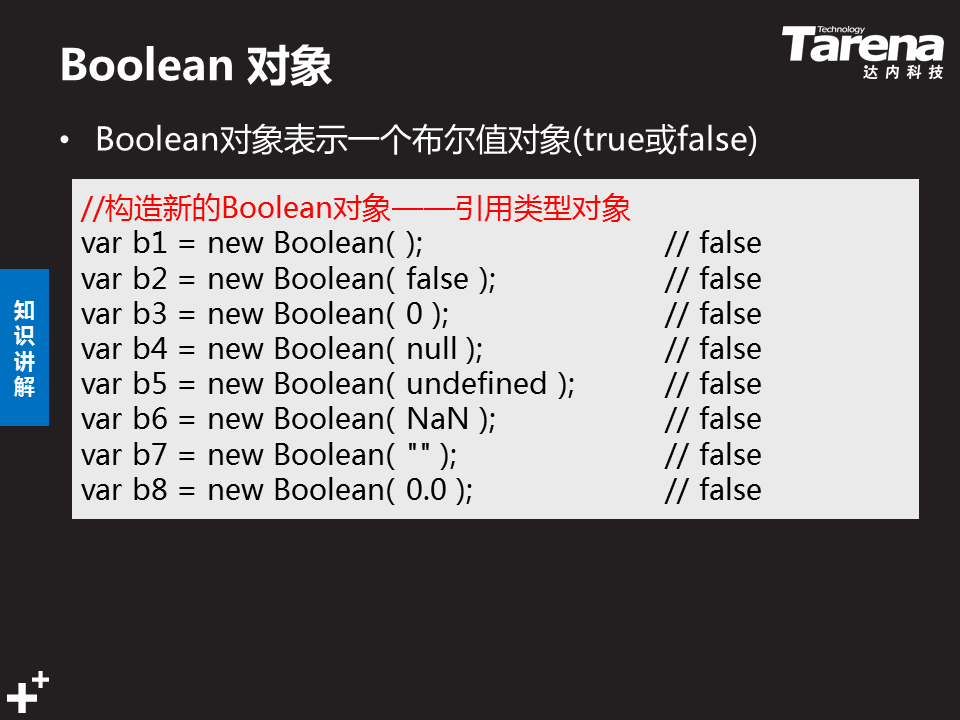 Boolean 对象
Technology
Tarena
达内科技
• Boolean对象表示一个布尔值对象(true或false)
//构造新的Boolean对象——引用类型对象
var b1 = new Boolean( ); // false
var b2 = new Boolean( false ); // false
var b3 = new Boolean( 0 ); // false
var b4 = new Boolean( null ); // false
var b5 = new Boolean( undefined ); // false
var b6 = new Boolean( NaN ); // false
var b7 = new Boolean( "" ); // false
var b8 = new Boolean( 0.0 ); // false
知
识
讲
解